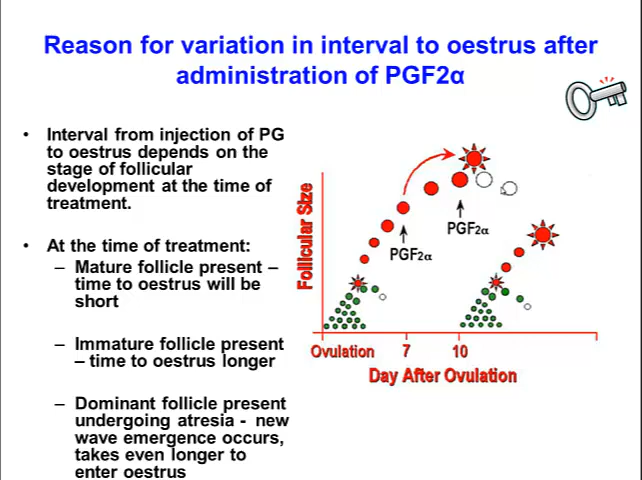 Reason for variation in interval to oestrus after
administration of PGF2α
• Interval from injection of PG
to oestrus depends on the
stage of follicular
development at the time of
treatment.
• At the time of treatment:
– Mature follicle present –
time to oestrus will be
short
– Immature follicle present
– time to oestrus longer
– Dominant follicle present
undergoing atresia - new
wave emergence occurs,
takes even longer to
enter oestrus
Follicular Size
PGF2α
PGF2α
Ovulation 7 10
Day After Ovulation